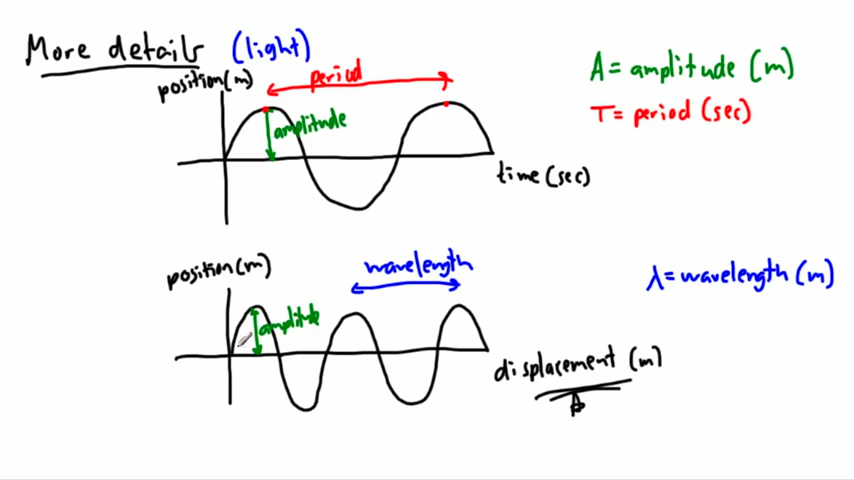 More details (light)
position(m)
period
amplitude
time (sec)
A = amplitude (m)
T = period (sec)
position(m)
wavelength
amplitude
displacement (m)
λ = wavelength (m)